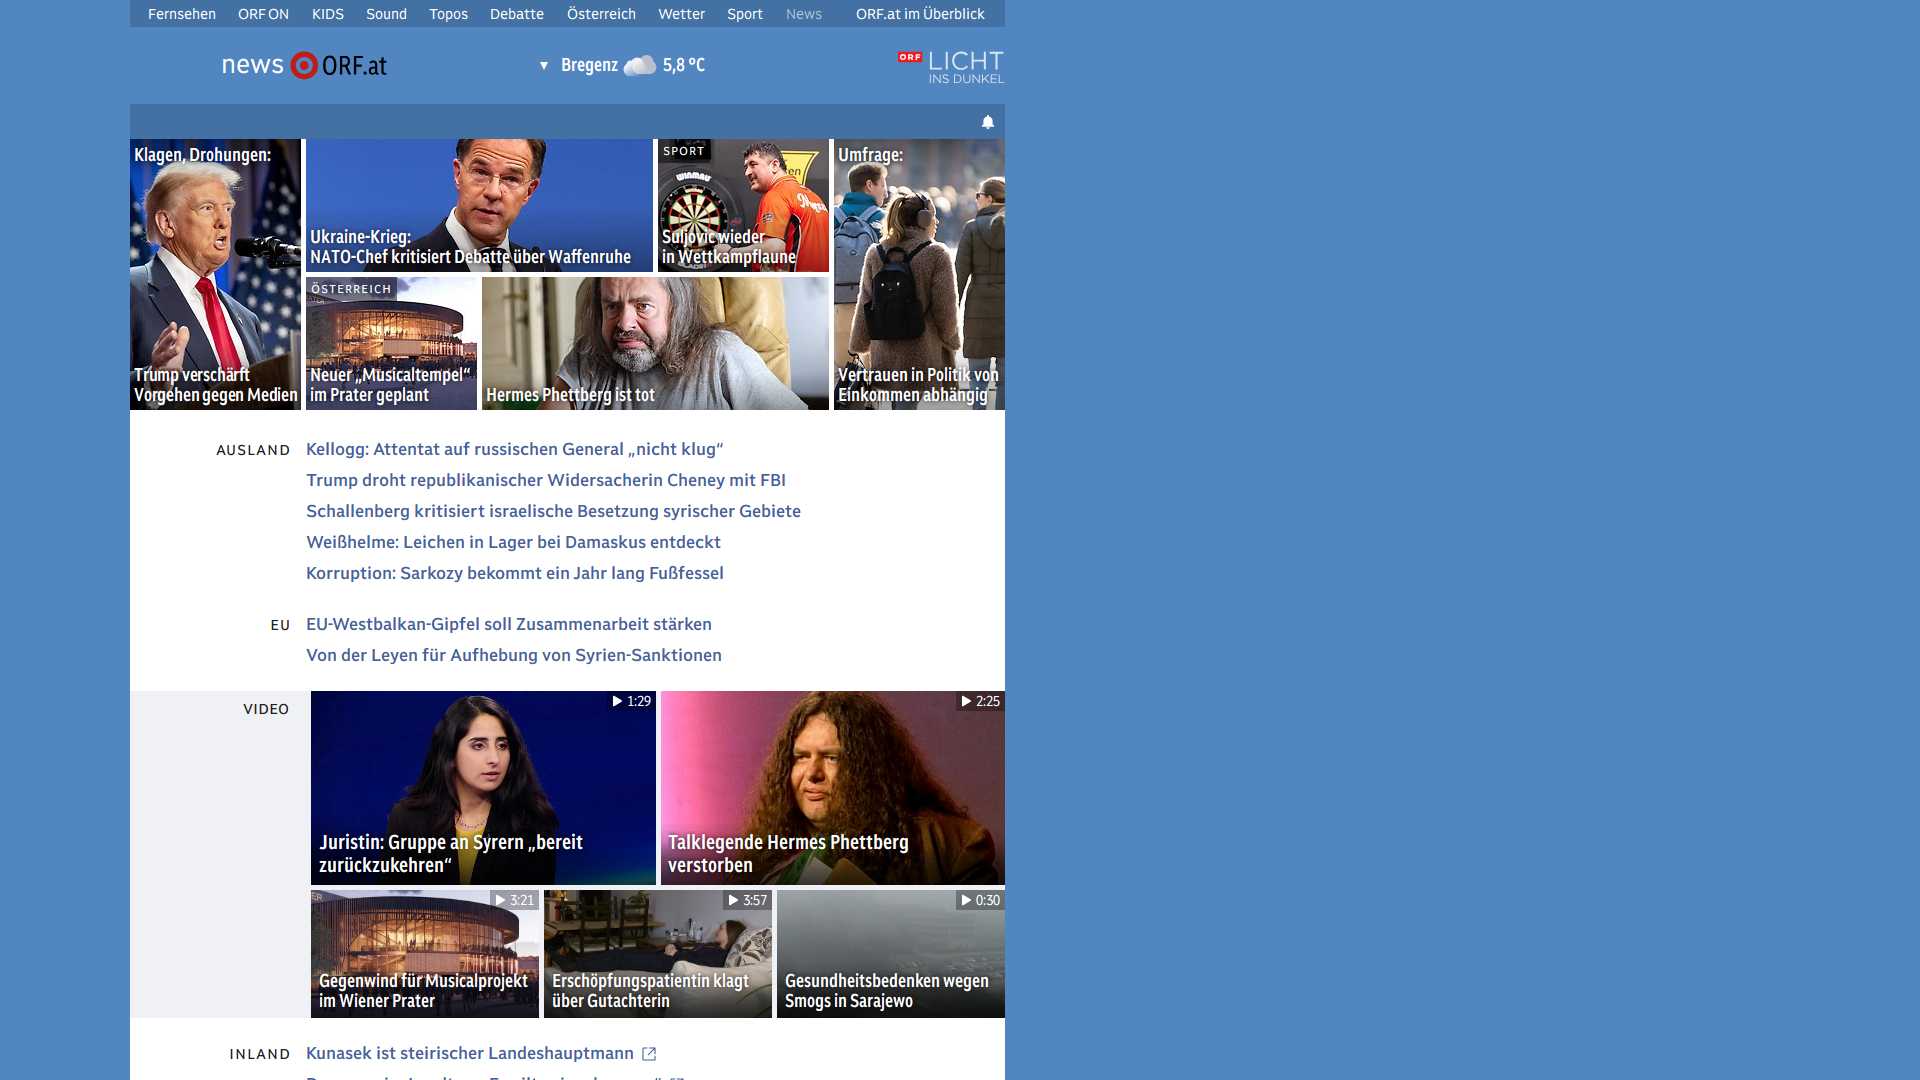 Fernsehen ORF ON KIDS Sound Topos Debatte Österreich Wetter Sport News ORF.at im Überblick
news ORF.at
Bregenz 5,8 °C
ORF LICHT
INS DUNKEL
Klagen, Drohungen:
Trump verschärft
Vorgehen gegen Medien
Ukraine-Krieg:
NATO-Chef kritisiert Debatte über Waffenruhe
SPORT
WINMAU
Suljovic wieder
in Wettkampflaune
Umfrage:
Vertrauen in Politik von
Einkommen abhängig
ÖSTERREICH
Neuer „Musicaltempel“
im Prater geplant
Hermes Phettberg ist tot
AUSLAND
Kellogg: Attentat auf russischen General „nicht klug“
Trump droht republikanischer Widersacherin Cheney mit FBI
Schallenberg kritisiert israelische Besetzung syrischer Gebiete
Weißhelme: Leichen in Lager bei Damaskus entdeckt
Korruption: Sarkozy bekommt ein Jahr lang Fußfessel
EU
EU-Westbalkan-Gipfel soll Zusammenarbeit stärken
Von der Leyen für Aufhebung von Syrien-Sanktionen
VIDEO
1:29
Juristin: Gruppe an Syrern „bereit
zurückzukehren“
2:25
Talklegende Hermes Phettberg
verstorben
3:21
Gegenwind für Musicalprojekt
im Wiener Prater
3:57
Erschöpfungspatientin klagt
über Gutachterin
0:30
Gesundheitsbedenken wegen
Smogs in Sarajewo
INLAND
Kunasek ist steirischer Landeshauptmann